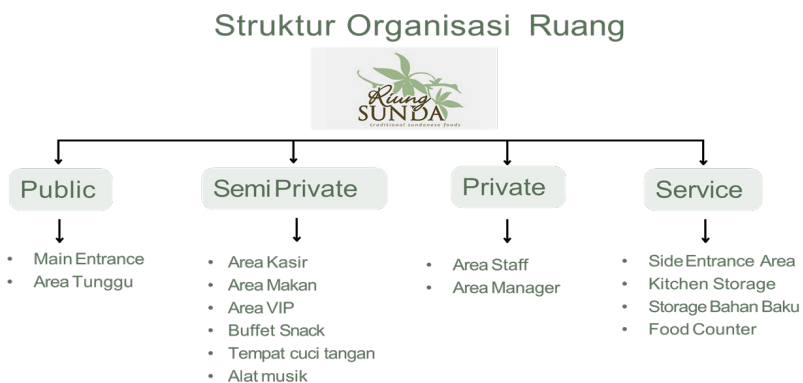 Struktur Organisasi Ruang
Riung
SUNDA
traditional sundanese foods
Public
Semi Private
Private
Service
• Main Entrance
• Area Tunggu
• Area Kasir
• Area Makan
• Area VIP
• Buffet Snack
• Tempat cuci tangan
• Alat musik
• Area Staff
• Area Manager
• Side Entrance Area
• Kitchen Storage
• Storage Bahan Baku
• Food Counter